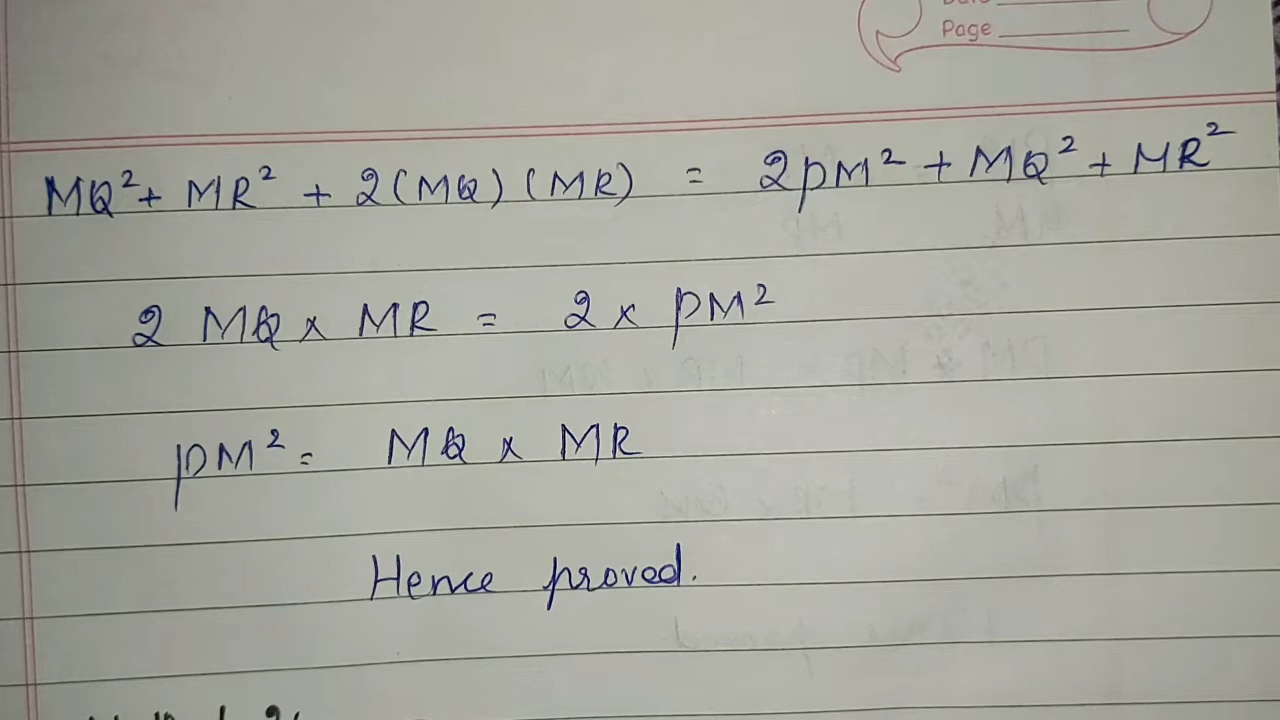 Page
MQ² + MR² + 2(MQ)(MR) = 2PM² + MQ² + MR²
2 MQ × MR = 2 × PM²
PM² = MQ × MR
Hence proved.